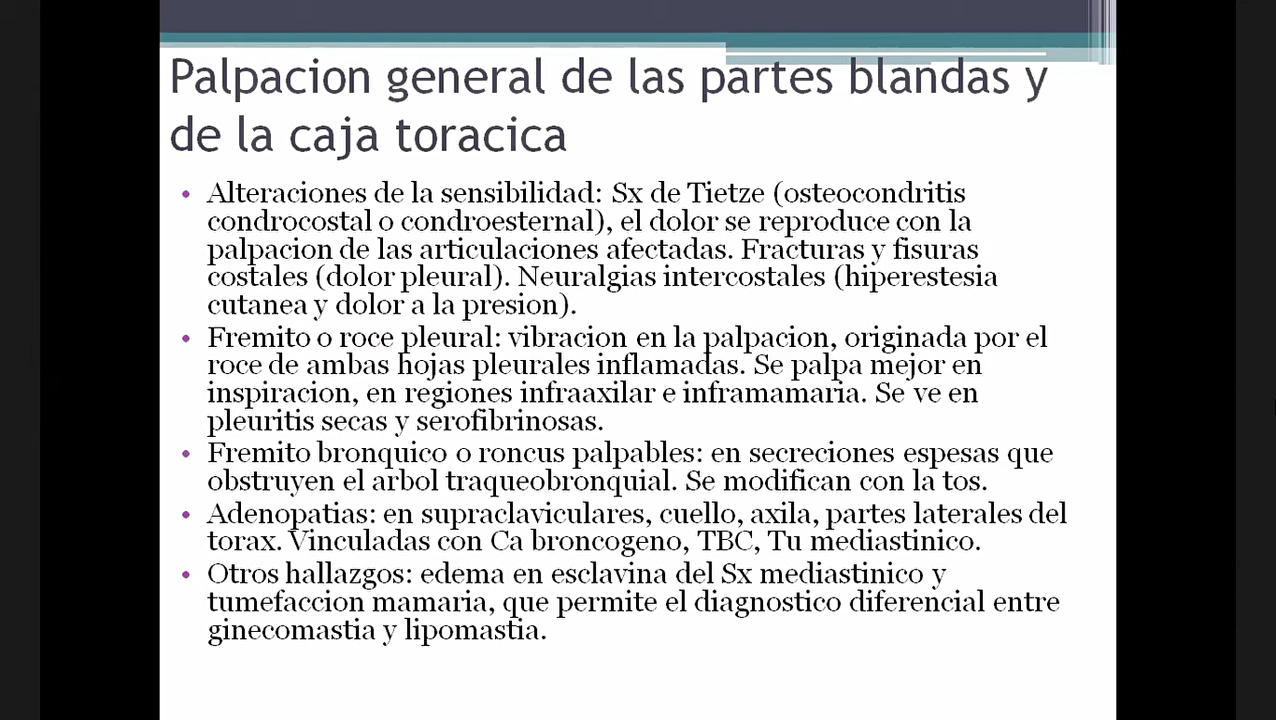 Palpacion general de las partes blandas y
de la caja toracica
• Alteraciones de la sensibilidad: Sx de Tietze (osteocondritis
condrocostal o condroesternal), el dolor se reproduce con la
palpacion de las articulaciones afectadas. Fracturas y fisuras
costales (dolor pleural). Neuralgias intercostales (hiperestesia
cutanea y dolor a la presion).
• Fremito o roce pleural: vibracion en la palpacion, originada por el
roce de ambas hojas pleurales inflamadas. Se palpa mejor en
inspiracion, en regiones infraaxilar e inframamaria. Se ve en
pleuritis secas y serofibrinosas.
• Fremito bronquico o roncus palpables: en secreciones espesas que
obstruyen el arbol traqueobronquial. Se modifican con la tos.
• Adenopatias: en supraclaviculares, cuello, axila, partes laterales del
torax. Vinculadas con Ca broncogeno, TBC, Tu mediastinico.
• Otros hallazgos: edema en esclavina del Sx mediastinico y
tumefaccion mamaria, que permite el diagnostico diferencial entre
ginecomastia y lipomastia.